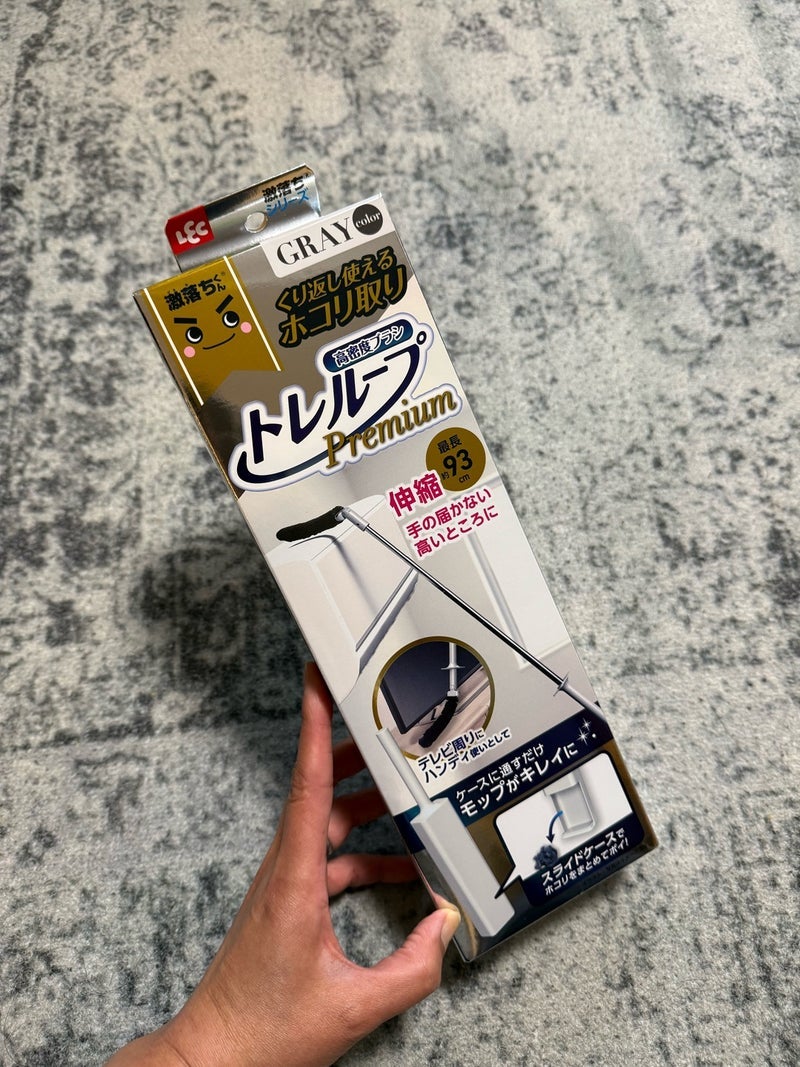 LEC
激落ち
シリーズ
GRAY color
激落ちくん
くり返し使える
ホコリ取り
高密度ブラシ
トレループ
Premium
最長
約93cm
伸縮
手の届かない
高いところに
テレビ周りに
ハンディ使いとして
ケースに通すだけ
モップがキレイに
スライドケースで
ホコリをまとめてポイ!